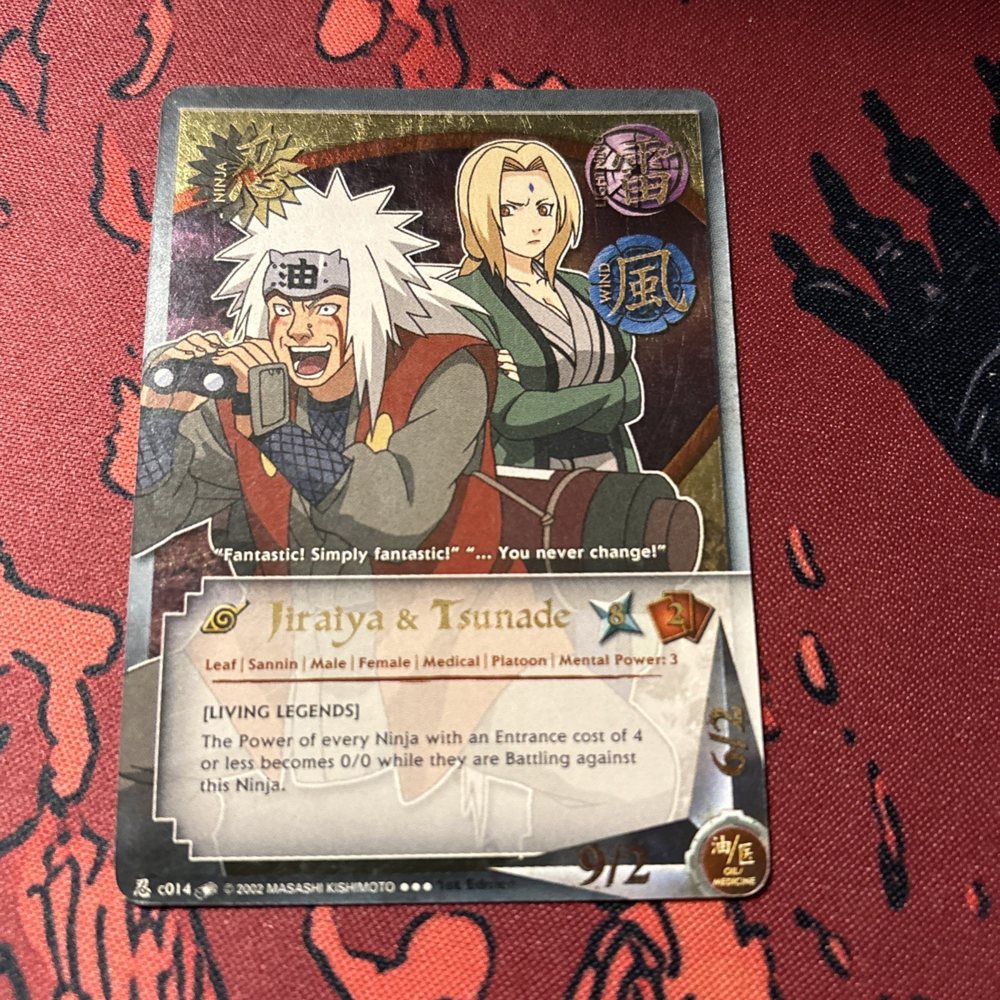 NINJA
LIGHTNING
雷
WIND
風
油
"Fantastic! Simply fantastic!" "... You never change!"
Jiraiya & Tsunade
8
2
Leaf | Sannin | Male | Female | Medical | Platoon | Mental Power: 3
[LIVING LEGENDS]
The Power of every Ninja with an Entrance cost of 4
or less becomes 0/0 while they are Battling against
this Ninja.
6/2
9/2
油/医
OIL/
MEDICINE
忍 c014 © 2002 MASASHI KISHIMOTO ●●● 1st Edition